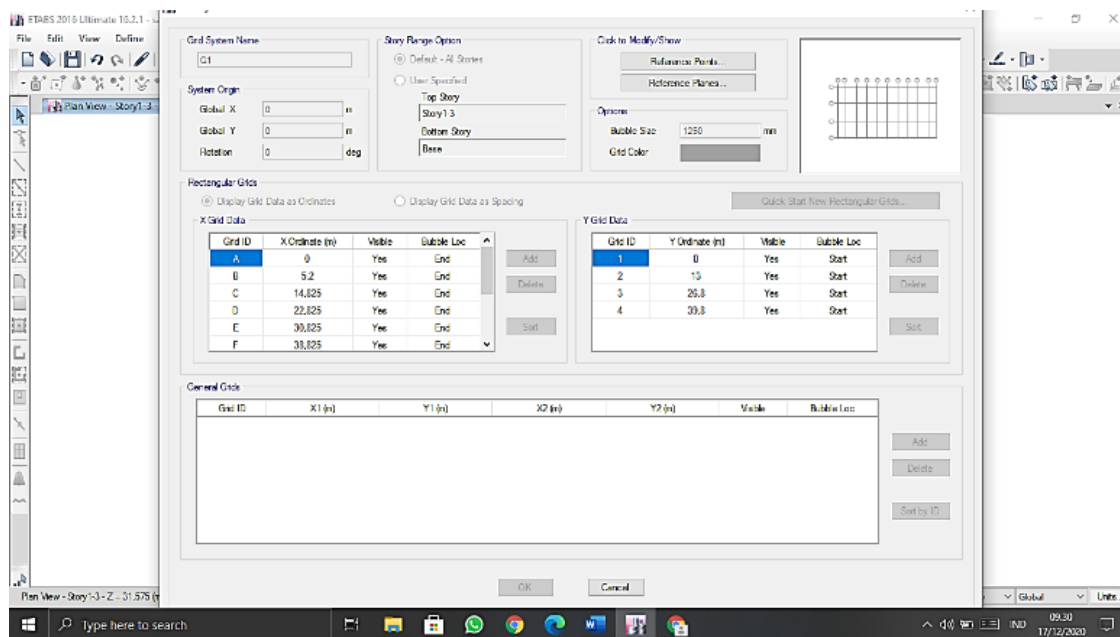 ETABS 2016 Ultimate 16.2.1 -
File Edit View Define
Plan View - Story1-3 -
Grid System Name
G1
System Origin
Global X 0 m
Global Y 0 m
Rotation 0 deg
Story Range Option
Default - All Stories
User Specified
Top Story
Story1-3
Bottom Story
Base
Click to Modify/Show
Reference Points...
Reference Planes...
Options
Bubble Size 1250 mm
Grid Color
Rectangular Grids
Display Grid Data as Ordinates
Display Grid Data as Spacing
Quick Start New Rectangular Grids...
X Grid Data
Grid ID X Ordinate (m) Visible Bubble Loc
A 0 Yes End
B 5.2 Yes End
C 14.825 Yes End
D 22.825 Yes End
E 30.825 Yes End
F 38.825 Yes End
Add
Delete
Sort
Y Grid Data
Grid ID Y Ordinate (m) Visible Bubble Loc
1 0 Yes Start
2 13 Yes Start
3 26.8 Yes Start
4 39.8 Yes Start
Add
Delete
Sort
General Grids
Grid ID X1 (m) Y1 (m) X2 (m) Y2 (m) Visible Bubble Loc
Add
Delete
Sort by ID
OK
Cancel
Plan View - Story1-3 - Z = 31.575 (m
Global
Units
Type here to search
IND
09.30
17/12/2020